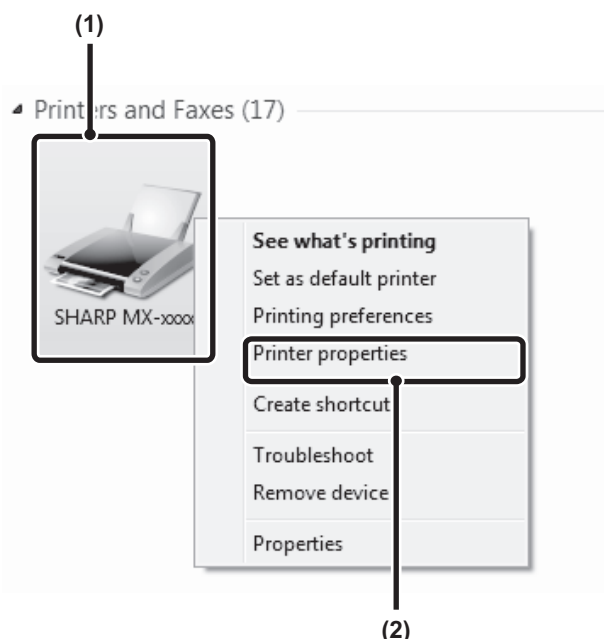 (1)
Printers and Faxes (17)
SHARP MX-xxxx
See what's printing
Set as default printer
Printing preferences
Printer properties
Create shortcut
Troubleshoot
Remove device
Properties
(2)